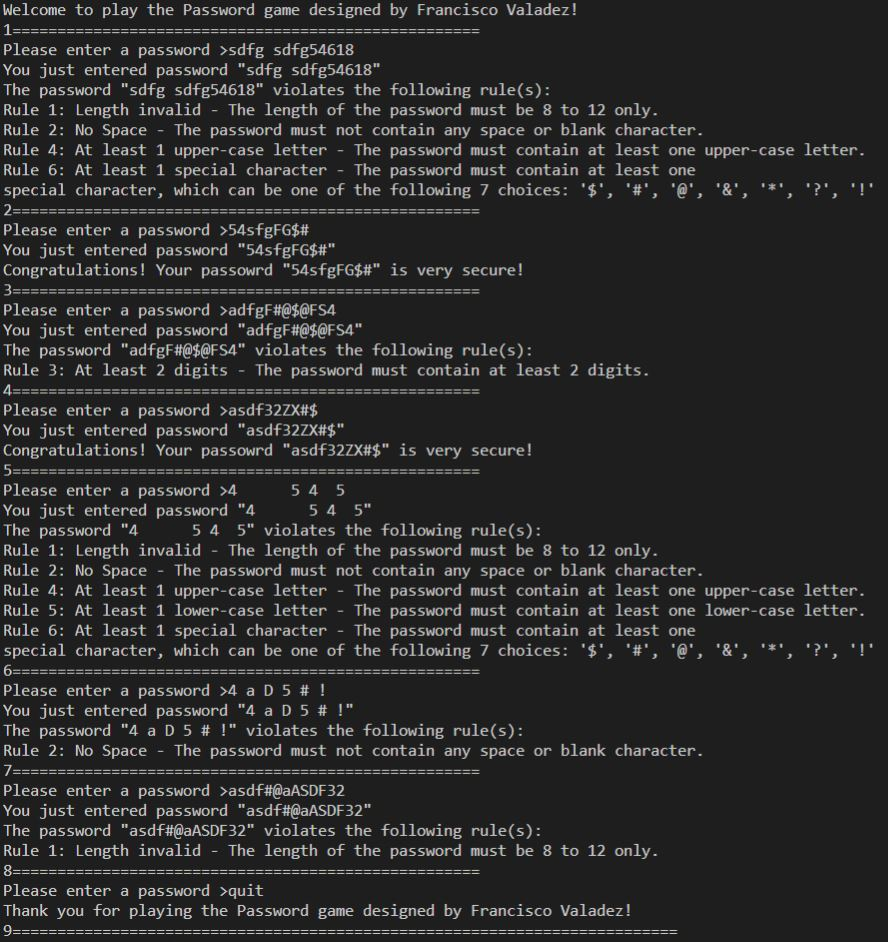 Welcome to play the Password game designed by Francisco Valadez!
1====================================================
Please enter a password >sdfg sdfg54618
You just entered password "sdfg sdfg54618"
The password "sdfg sdfg54618" violates the following rule(s):
Rule 1: Length invalid - The length of the password must be 8 to 12 only.
Rule 2: No Space - The password must not contain any space or blank character.
Rule 4: At least 1 upper-case letter - The password must contain at least one upper-case letter.
Rule 6: At least 1 special character - The password must contain at least one
special character, which can be one of the following 7 choices: '$', '#', '@', '&', '*', '?', '!'
2====================================================
Please enter a password >54sfgFG$#
You just entered password "54sfgFG$#"
Congratulations! Your passowrd "54sfgFG$#" is very secure!
3====================================================
Please enter a password >adfgF#@$@FS4
You just entered password "adfgF#@$@FS4"
The password "adfgF#@$@FS4" violates the following rule(s):
Rule 3: At least 2 digits - The password must contain at least 2 digits.
4====================================================
Please enter a password >asdf32ZX#$
You just entered password "asdf32ZX#$"
Congratulations! Your passowrd "asdf32ZX#$" is very secure!
5====================================================
Please enter a password >4      5 4  5
You just entered password "4      5 4  5"
The password "4      5 4  5" violates the following rule(s):
Rule 1: Length invalid - The length of the password must be 8 to 12 only.
Rule 2: No Space - The password must not contain any space or blank character.
Rule 4: At least 1 upper-case letter - The password must contain at least one upper-case letter.
Rule 5: At least 1 lower-case letter - The password must contain at least one lower-case letter.
Rule 6: At least 1 special character - The password must contain at least one
special character, which can be one of the following 7 choices: '$', '#', '@', '&', '*', '?', '!'
6====================================================
Please enter a password >4 a D 5 # !
You just entered password "4 a D 5 # !"
The password "4 a D 5 # !" violates the following rule(s):
Rule 2: No Space - The password must not contain any space or blank character.
7====================================================
Please enter a password >asdf#@aASDF32
You just entered password "asdf#@aASDF32"
The password "asdf#@aASDF32" violates the following rule(s):
Rule 1: Length invalid - The length of the password must be 8 to 12 only.
8====================================================
Please enter a password >quit
Thank you for playing the Password game designed by Francisco Valadez!
9==========================================================================